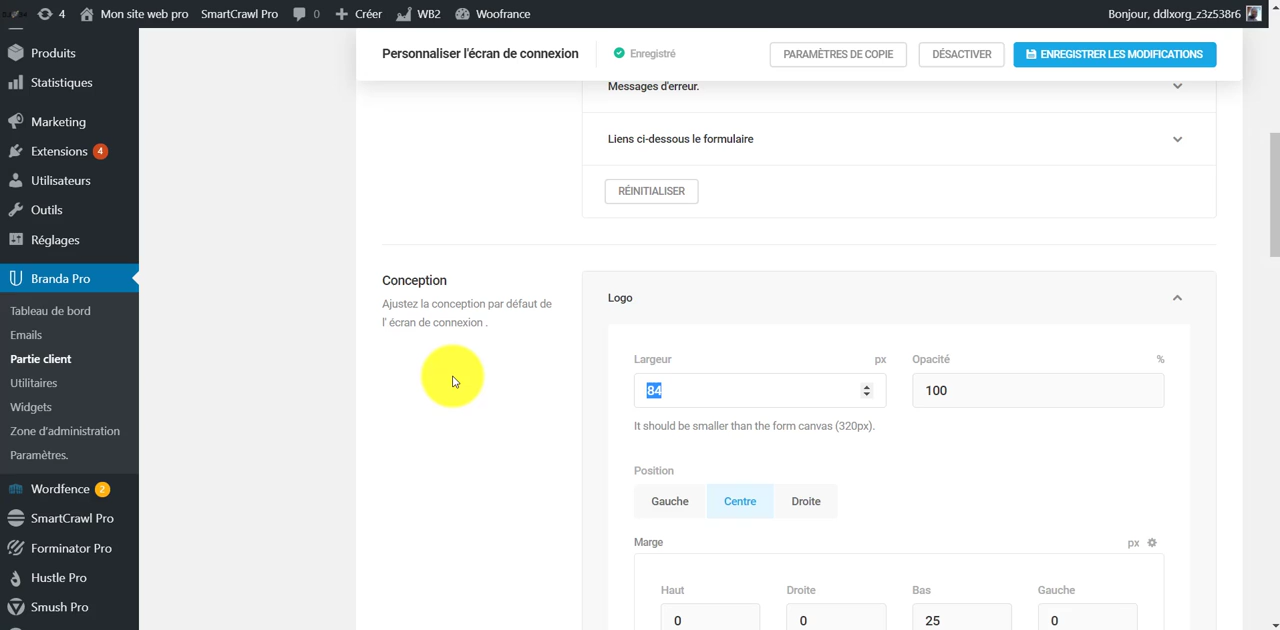 4 Mon site web pro SmartCrawl Pro 0 Créer WB2 Woofrance Bonjour, ddlxorg_z3z538r6
Produits
Statistiques
Marketing
Extensions 4
Utilisateurs
Outils
Réglages
Branda Pro
Tableau de bord
Emails
Partie client
Utilitaires
Widgets
Zone d'administration
Paramètres.
Wordfence 2
SmartCrawl Pro
Forminator Pro
Hustle Pro
Smush Pro
Personnaliser l'écran de connexion Enregistré PARAMÈTRES DE COPIE DÉSACTIVER ENREGISTRER LES MODIFICATIONS
Messages d'erreur.
Liens ci-dessous le formulaire
RÉINITIALISER
Conception
Ajustez la conception par défaut de
l' écran de connexion .
Logo
Largeur px Opacité %
84 100
It should be smaller than the form canvas (320px).
Position
Gauche Centre Droite
Marge px
Haut Droite Bas Gauche
0 0 25 0